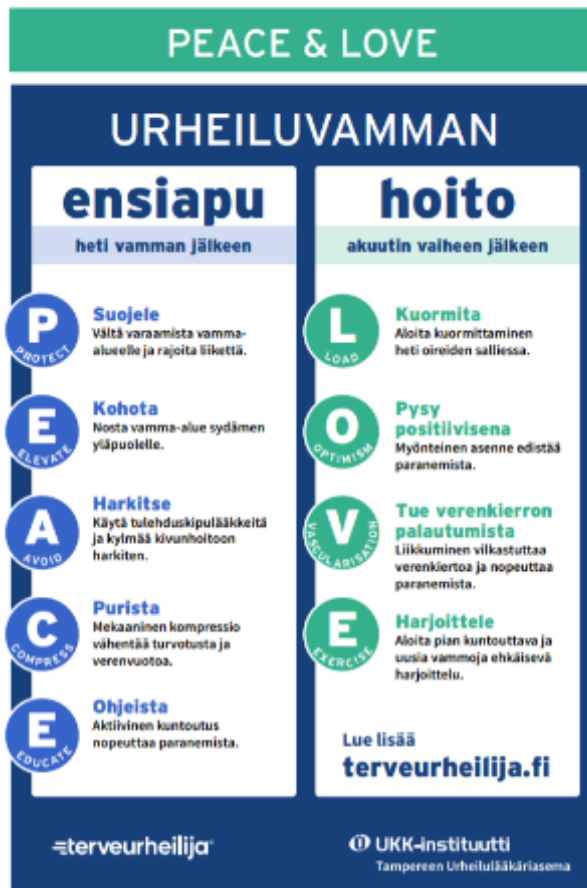 PEACE & LOVE
URHEILUVAMMAN
ensiapu
heti vamman jälkeen
P
PROTECT
Suojele
Vältä varaamista vamma-
alueelle ja rajoita liikettä.
E
ELEVATE
Kohota
Nosta vamma-alue sydämen
yläpuolelle.
A
AVOID
Harkitse
Käytä tulehduskipulääkkeitä
ja kylmää kivunhoitoon
harkiten.
C
COMPRESS
Purista
Mekaaninen kompressio
vähentää turvotusta ja
verenvuotoa.
E
EDUCATE
Ohjeista
Aktiivinen kuntoutus
nopeuttaa paranemista.
hoito
akuutin vaiheen jälkeen
L
LOAD
Kuormita
Aloita kuormittaminen
heti oireiden salliessa.
O
OPTIMISM
Pysy
positiivisena
Myönteinen asenne edistää
paranemista.
V
VASCULARISATION
Tue verenkierron
palautumista
Liikkuminen vilkastuttaa
verenkiertoa ja nopeuttaa
paranemista.
E
EXERCISE
Harjoittele
Aloita pian kuntouttava ja
uusia vammoja ehkäisevä
harjoittelu.
Lue lisää
terveurheilija.fi
terveurheilija
UKK-instituutti
Tampereen Urheilulääkäriasema